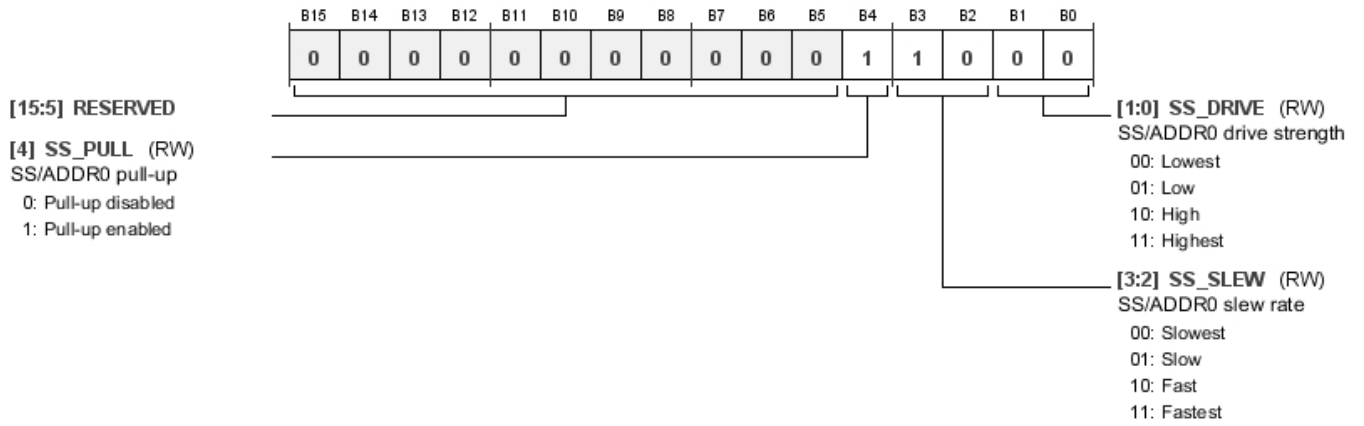 B15 B14 B13 B12 B11 B10 B9 B8 B7 B6 B5 B4 B3 B2 B1 B0
0 0 0 0 0 0 0 0 0 0 0 1 1 0 0 0
[15:5] RESERVED
[4] SS_PULL (RW)
SS/ADDR0 pull-up
0: Pull-up disabled
1: Pull-up enabled
[1:0] SS_DRIVE (RW)
SS/ADDR0 drive strength
00: Lowest
01: Low
10: High
11: Highest
[3:2] SS_SLEW (RW)
SS/ADDR0 slew rate
00: Slowest
01: Slow
10: Fast
11: Fastest